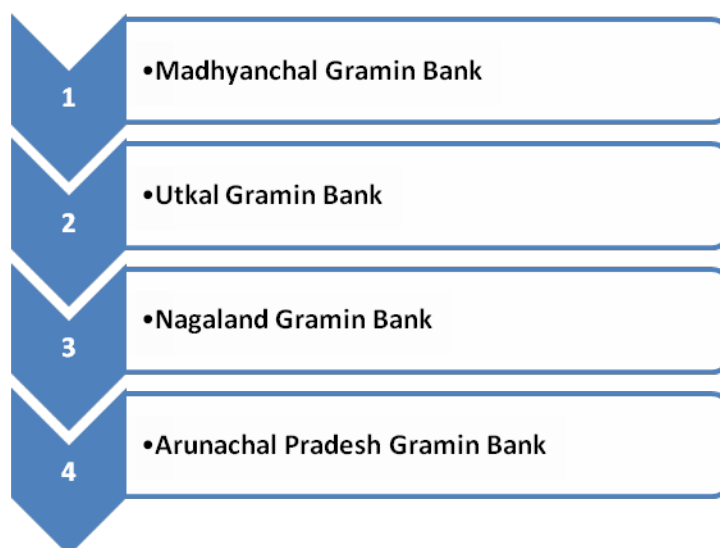 1
•Madhyanchal Gramin Bank
2
•Utkal Gramin Bank
3
•Nagaland Gramin Bank
4
•Arunachal Pradesh Gramin Bank